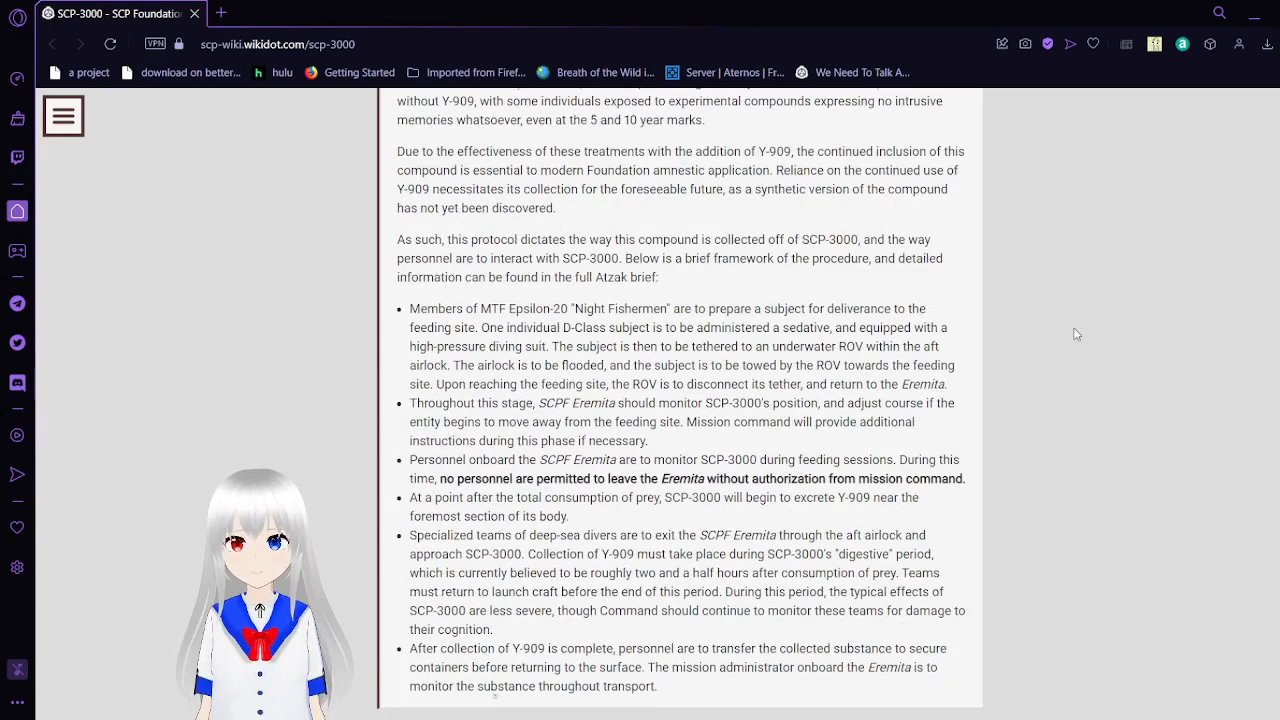 SCP-3000 - SCP Foundatio
VPN
scp-wiki.wikidot.com/scp-3000
a project
download on better...
hulu
Getting Started
Imported from Firef...
Breath of the Wild i...
Server | Aternos | Fr...
We Need To Talk A...
without Y-909, with some individuals exposed to experimental compounds expressing no intrusive
memories whatsoever, even at the 5 and 10 year marks.
Due to the effectiveness of these treatments with the addition of Y-909, the continued inclusion of this
compound is essential to modern Foundation amnestic application. Reliance on the continued use of
Y-909 necessitates its collection for the foreseeable future, as a synthetic version of the compound
has not yet been discovered.
As such, this protocol dictates the way this compound is collected off of SCP-3000, and the way
personnel are to interact with SCP-3000. Below is a brief framework of the procedure, and detailed
information can be found in the full Atzak brief:
Members of MTF Epsilon-20 "Night Fishermen" are to prepare a subject for deliverance to the
feeding site. One individual D-Class subject is to be administered a sedative, and equipped with a
high-pressure diving suit. The subject is then to be tethered to an underwater ROV within the aft
airlock. The airlock is to be flooded, and the subject is to be towed by the ROV towards the feeding
site. Upon reaching the feeding site, the ROV is to disconnect its tether, and return to the Eremita.
Throughout this stage, SCPF Eremita should monitor SCP-3000's position, and adjust course if the
entity begins to move away from the feeding site. Mission command will provide additional
instructions during this phase if necessary.
Personnel onboard the SCPF Eremita are to monitor SCP-3000 during feeding sessions. During this
time, no personnel are permitted to leave the Eremita without authorization from mission command.
At a point after the total consumption of prey, SCP-3000 will begin to excrete Y-909 near the
foremost section of its body.
Specialized teams of deep-sea divers are to exit the SCPF Eremita through the aft airlock and
approach SCP-3000. Collection of Y-909 must take place during SCP-3000's "digestive" period,
which is currently believed to be roughly two and a half hours after consumption of prey. Teams
must return to launch craft before the end of this period. During this period, the typical effects of
SCP-3000 are less severe, though Command should continue to monitor these teams for damage to
their cognition.
After collection of Y-909 is complete, personnel are to transfer the collected substance to secure
containers before returning to the surface. The mission administrator onboard the Eremita is to
monitor the substance throughout transport.